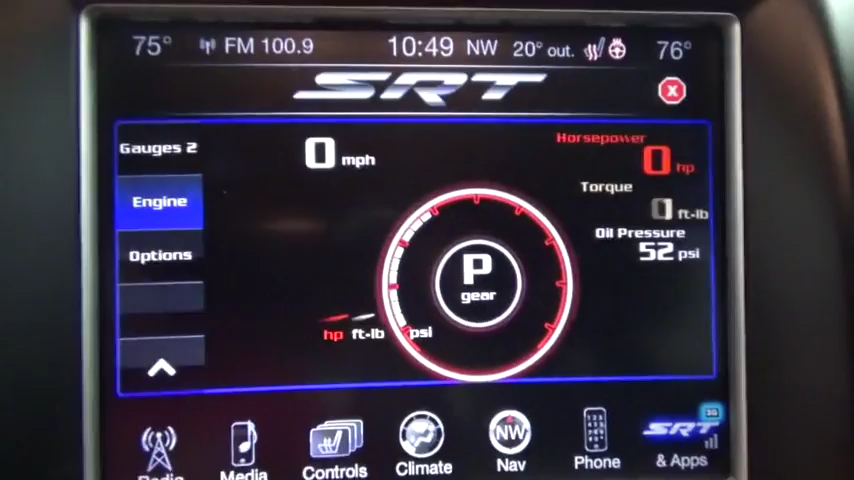 75° FM 100.9 10:49 NW 20° out. 76°
SRT
X
Gauges 2
Engine
Options
0 mph
Horsepower
0 hp
Torque
0 ft-lb
Oil Pressure
52 psi
P
gear
hp ft-lb psi
3G
NW
SRT
Radio Media Controls Climate Nav Phone & Apps